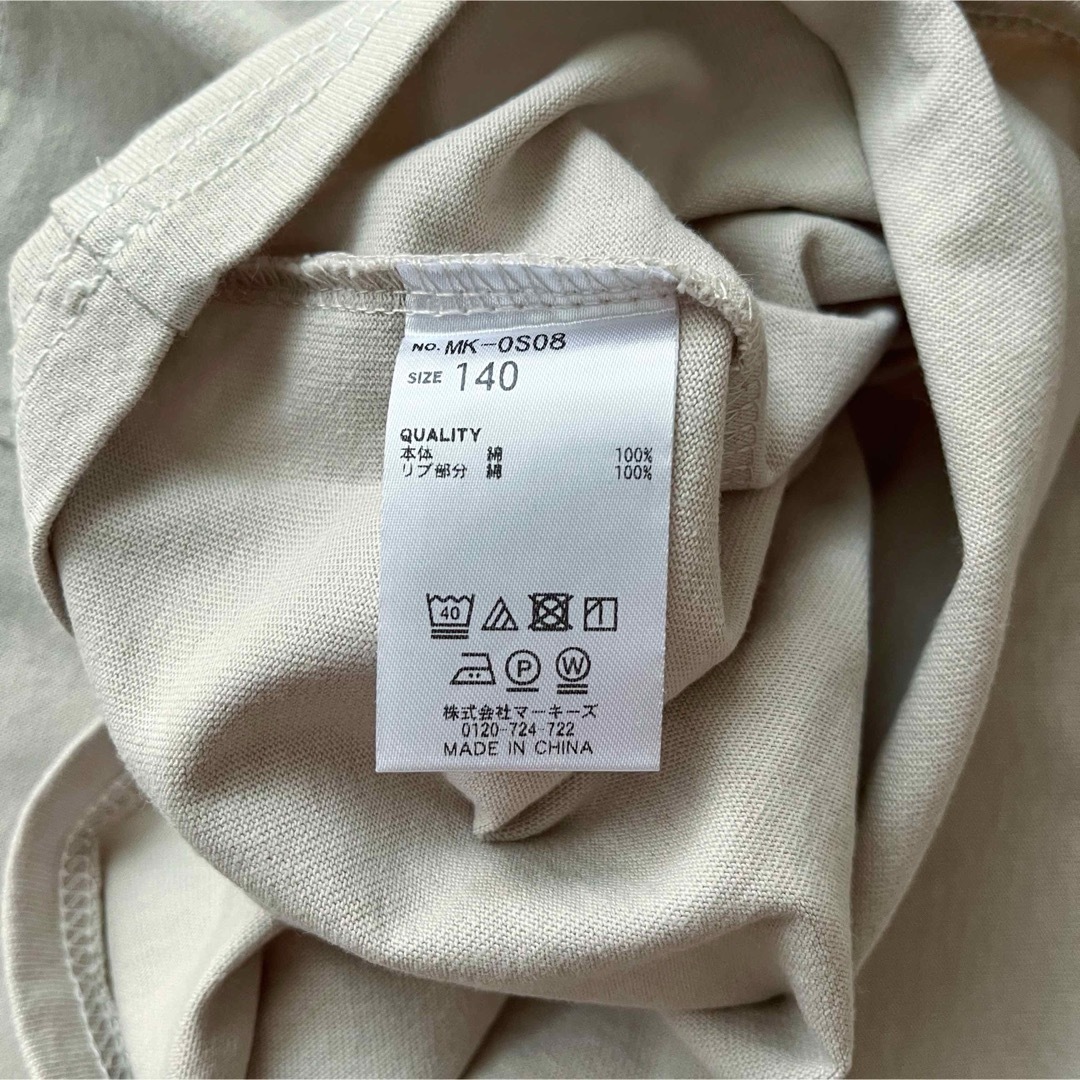 NO. MK-0S08
SIZE 140
QUALITY
本体 綿 100%
リブ部分 綿 100%
40
P W
株式会社マーキーズ
0120-724-722
MADE IN CHINA